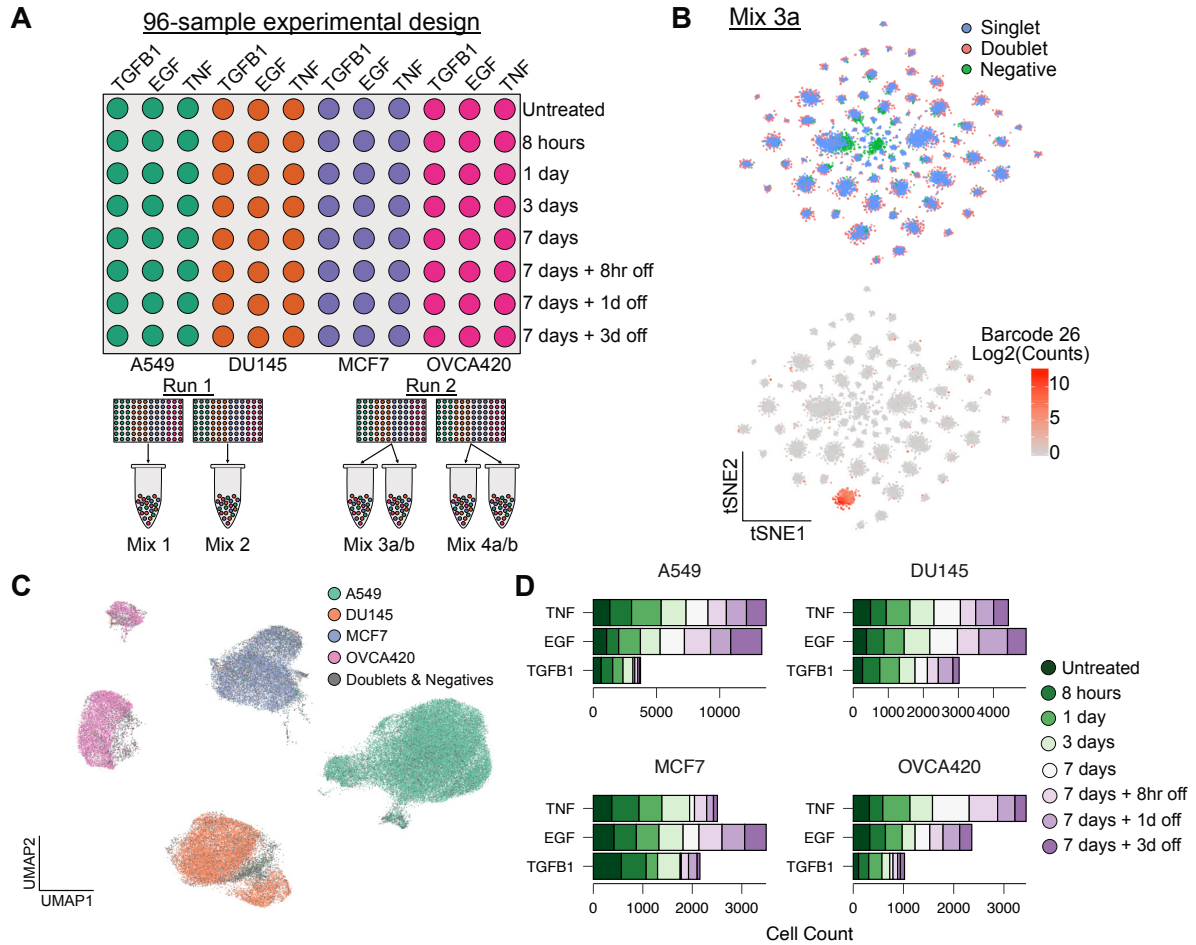 A
96-sample experimental design
TGFB1 EGF TNF TGFB1 EGF TNF TGFB1 EGF TNF TGFB1 EGF TNF
Untreated
8 hours
1 day
3 days
7 days
7 days + 8hr off
7 days + 1d off
7 days + 3d off
A549 DU145 MCF7 OVCA420
Run 1 Run 2
Mix 1 Mix 2 Mix 3a/b Mix 4a/b
B
Mix 3a
Singlet
Doublet
Negative
Barcode 26
Log2(Counts)
10
5
0
tSNE2
tSNE1
C
A549
DU145
MCF7
OVCA420
Doublets & Negatives
UMAP2
UMAP1
D
A549
TNF
EGF
TGFB1
0 5000 10000
DU145
0 1000 2000 3000 4000
MCF7
TNF
EGF
TGFB1
0 1000 2000 3000
OVCA420
TNF
EGF
TGFB1
0 1000 2000 3000
TNF
EGF
TGFB1
Cell Count
Untreated
8 hours
1 day
3 days
7 days
7 days + 8hr off
7 days + 1d off
7 days + 3d off